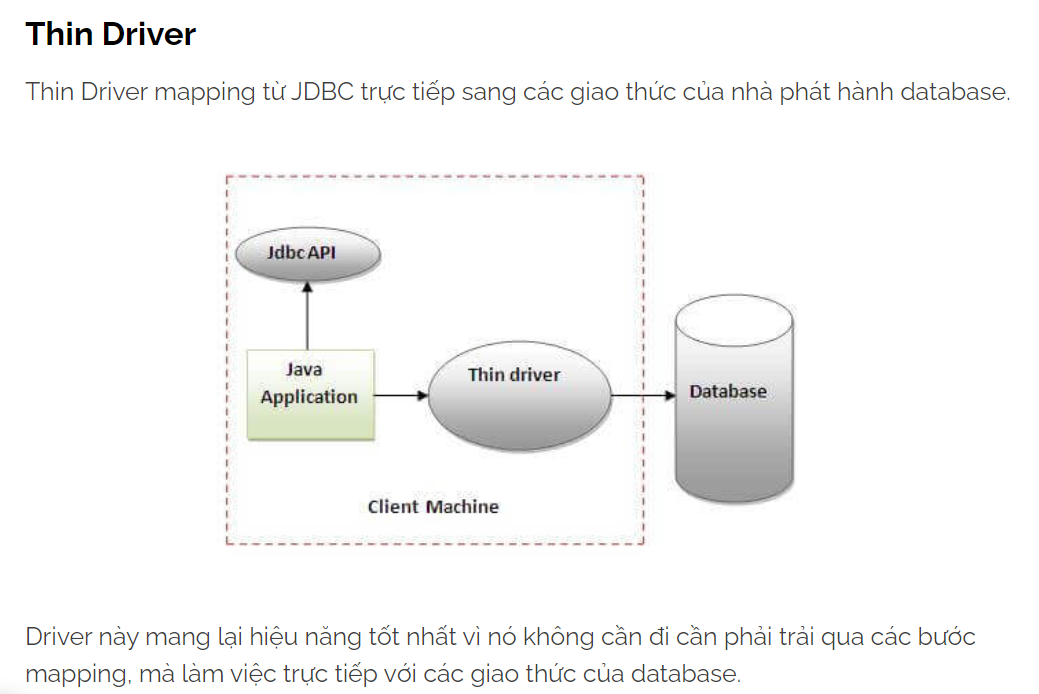 Thin Driver
Thin Driver mapping từ JDBC trực tiếp sang các giao thức của nhà phát hành database.
Jdbc API
Java
Application
Thin driver
Database
Client Machine
Driver này mang lại hiệu năng tốt nhất vì nó không cần đi cần phải trải qua các bước
mapping, mà làm việc trực tiếp với các giao thức của database.